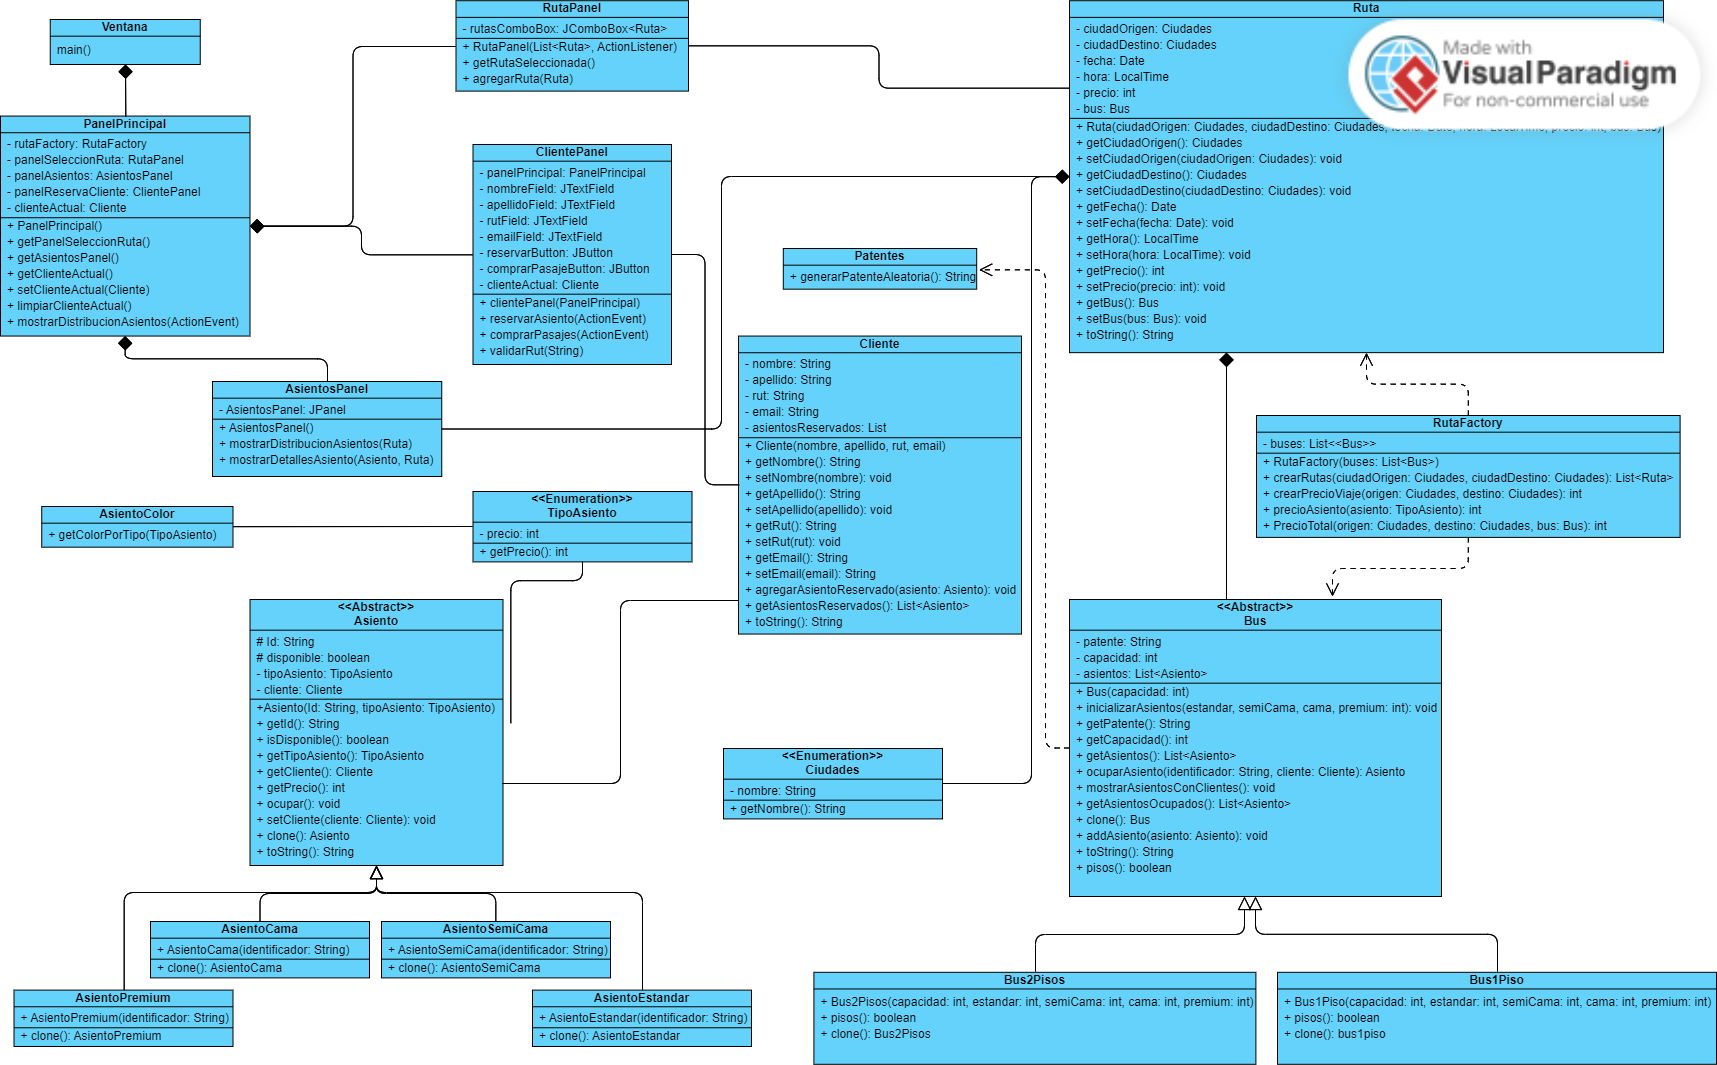 Ventana
main()
PanelPrincipal
- rutaFactory: RutaFactory
- panelSeleccionRuta: RutaPanel
- panelAsientos: AsientosPanel
- panelReservaCliente: ClientePanel
- clienteActual: Cliente
+ PanelPrincipal()
+ getPanelSeleccionRuta()
+ getAsientosPanel()
+ getClienteActual()
+ setClienteActual(Cliente)
+ limpiarClienteActual()
+ mostrarDistribucionAsientos(ActionEvent)
RutaPanel
- rutasComboBox: JComboBox<Ruta>
+ RutaPanel(List<Ruta>, ActionListener)
+ getRutaSeleccionada()
+ agregarRuta(Ruta)
ClientePanel
- panelPrincipal: PanelPrincipal
- nombreField: JTextField
- apellidoField: JTextField
- rutField: JTextField
- emailField: JTextField
- reservarButton: JButton
- comprarPasajeButton: JButton
- clienteActual: Cliente
+ clientePanel(PanelPrincipal)
+ reservarAsiento(ActionEvent)
+ comprarPasajes(ActionEvent)
+ validarRut(String)
Ruta
- ciudadOrigen: Ciudades
- ciudadDestino: Ciudades
- fecha: Date
- hora: LocalTime
- precio: int
- bus: Bus
+ Ruta(ciudadOrigen: Ciudades, ciudadDestino: Ciudades, fecha: Date, hora: LocalTime, precio: int, bus: Bus)
+ getCiudadOrigen(): Ciudades
+ setCiudadOrigen(ciudadOrigen: Ciudades): void
+ getCiudadDestino(): Ciudades
+ setCiudadDestino(ciudadDestino: Ciudades): void
+ getFecha(): Date
+ setFecha(fecha: Date): void
+ getHora(): LocalTime
+ setHora(hora: LocalTime): void
+ getPrecio(): int
+ setPrecio(precio: int): void
+ getBus(): Bus
+ setBus(bus: Bus): void
+ toString(): String
Made with
VisualParadigm
For non-commercial use
Patentes
+ generarPatenteAleatoria(): String
Cliente
- nombre: String
- apellido: String
- rut: String
- email: String
- asientosReservados: List
+ Cliente(nombre, apellido, rut, email)
+ getNombre(): String
+ setNombre(nombre): void
+ getApellido(): String
+ setApellido(apellido): void
+ getRut(): String
+ setRut(rut): void
+ getEmail(): String
+ setEmail(email): String
+ agregarAsientoReservado(asiento: Asiento): void
+ getAsientosReservados(): List<Asiento>
+ toString(): String
AsientosPanel
- AsientosPanel: JPanel
+ AsientosPanel()
+ mostrarDistribucionAsientos(Ruta)
+ mostrarDetallesAsiento(Asiento, Ruta)
RutaFactory
- buses: List<<Bus>>
+ RutaFactory(buses: List<Bus>)
+ crearRutas(ciudadOrigen: Ciudades, ciudadDestino: Ciudades): List<Ruta>
+ crearPrecioViaje(origen: Ciudades, destino: Ciudades): int
+ precioAsiento(asiento: TipoAsiento): int
+ PrecioTotal(origen: Ciudades, destino: Ciudades, bus: Bus): int
AsientoColor
+ getColorPorTipo(TipoAsiento)
<<Enumeration>>
TipoAsiento
- precio: int
+ getPrecio(): int
<<Abstract>>
Asiento
# Id: String
# disponible: boolean
- tipoAsiento: TipoAsiento
- cliente: Cliente
+Asiento(Id: String, tipoAsiento: TipoAsiento)
+ getId(): String
+ isDisponible(): boolean
+ getTipoAsiento(): TipoAsiento
+ getCliente(): Cliente
+ getPrecio(): int
+ ocupar(): void
+ setCliente(cliente: Cliente): void
+ clone(): Asiento
+ toString(): String
<<Enumeration>>
Ciudades
- nombre: String
+ getNombre(): String
<<Abstract>>
Bus
- patente: String
- capacidad: int
- asientos: List<Asiento>
+ Bus(capacidad: int)
+ inicializarAsientos(estandar, semiCama, cama, premium: int): void
+ getPatente(): String
+ getCapacidad(): int
+ getAsientos(): List<Asiento>
+ ocuparAsiento(identificador: String, cliente: Cliente): Asiento
+ mostrarAsientosConClientes(): void
+ getAsientosOcupados(): List<Asiento>
+ clone(): Bus
+ addAsiento(asiento: Asiento): void
+ toString(): String
+ pisos(): boolean
AsientoCama
+ AsientoCama(identificador: String)
+ clone(): AsientoCama
AsientoSemiCama
+ AsientoSemiCama(identificador: String)
+ clone(): AsientoSemiCama
AsientoPremium
+ AsientoPremium(identificador: String)
+ clone(): AsientoPremium
AsientoEstandar
+ AsientoEstandar(identificador: String)
+ clone(): AsientoEstandar
Bus2Pisos
+ Bus2Pisos(capacidad: int, estandar: int, semiCama: int, cama: int, premium: int)
+ pisos(): boolean
+ clone(): Bus2Pisos
Bus1Piso
+ Bus1Piso(capacidad: int, estandar: int, semiCama: int, cama: int, premium: int)
+ pisos(): boolean
+ clone(): bus1piso